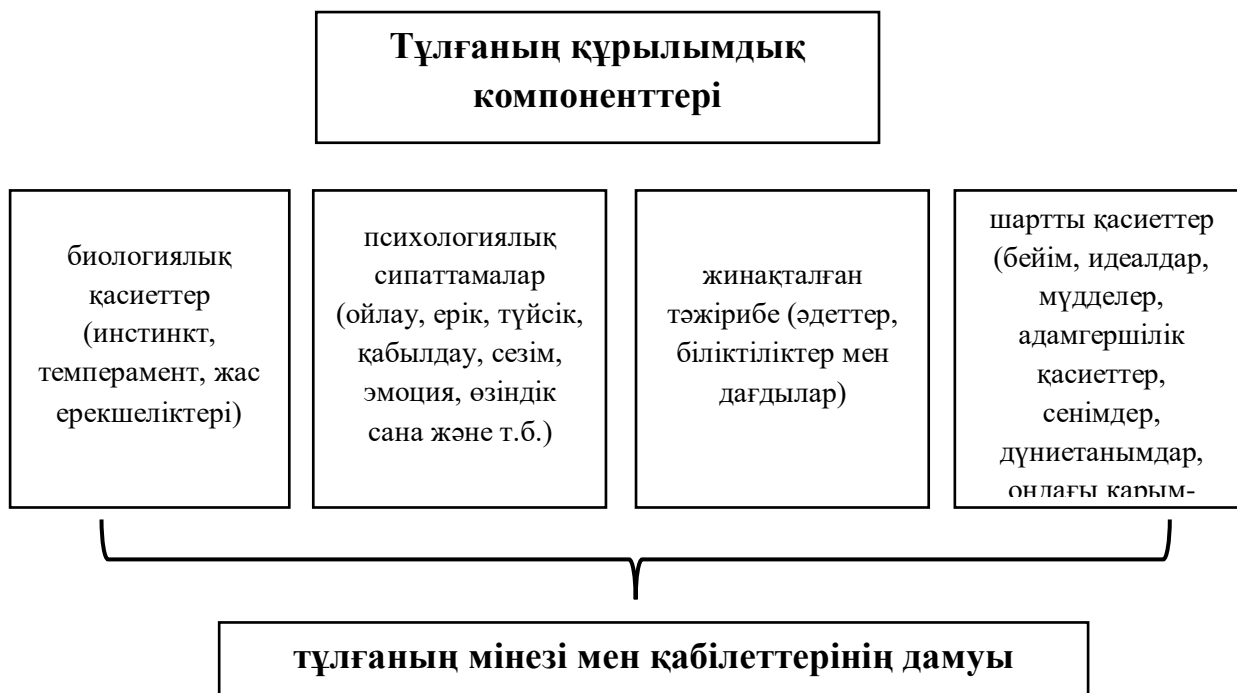 Тұлғаның құрылымдық
компоненттері
биологиялық
қасиеттер
(инстинкт,
темперамент, жас
ерекшеліктері)
психологиялық
сипаттамалар
(ойлау, ерік, түйсік,
қабылдау, сезім,
эмоция, өзіндік
сана және т.б.)
жинақталған
тәжірибе (әдеттер,
біліктіліктер мен
дағдылар)
шартты қасиеттер
(бейім, идеалдар,
мүдделер,
адамгершілік
қасиеттер,
сенімдер,
дүниетанымдар,
ондағы қарым-
тұлғаның мінезі мен қабілеттерінің дамуы